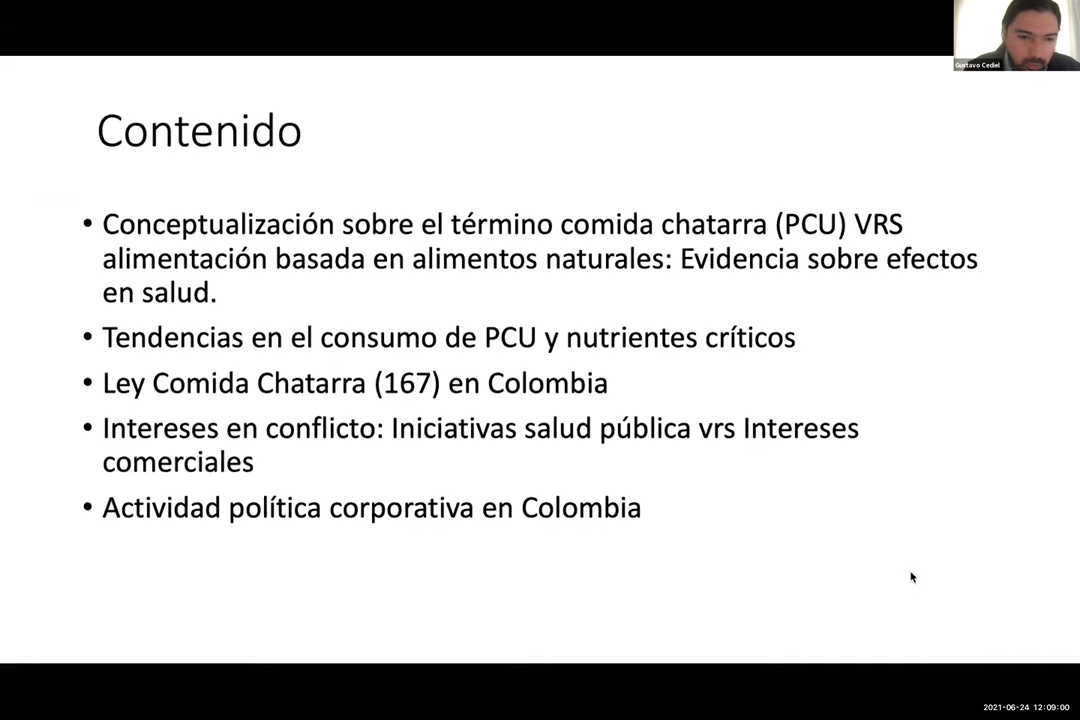 Gustavo Cediel
Contenido
• Conceptualización sobre el término comida chatarra (PCU) VRS
alimentación basada en alimentos naturales: Evidencia sobre efectos
en salud.
• Tendencias en el consumo de PCU y nutrientes críticos
• Ley Comida Chatarra (167) en Colombia
• Intereses en conflicto: Iniciativas salud pública vrs Intereses
comerciales
• Actividad política corporativa en Colombia
2021-06-24 12:09:00